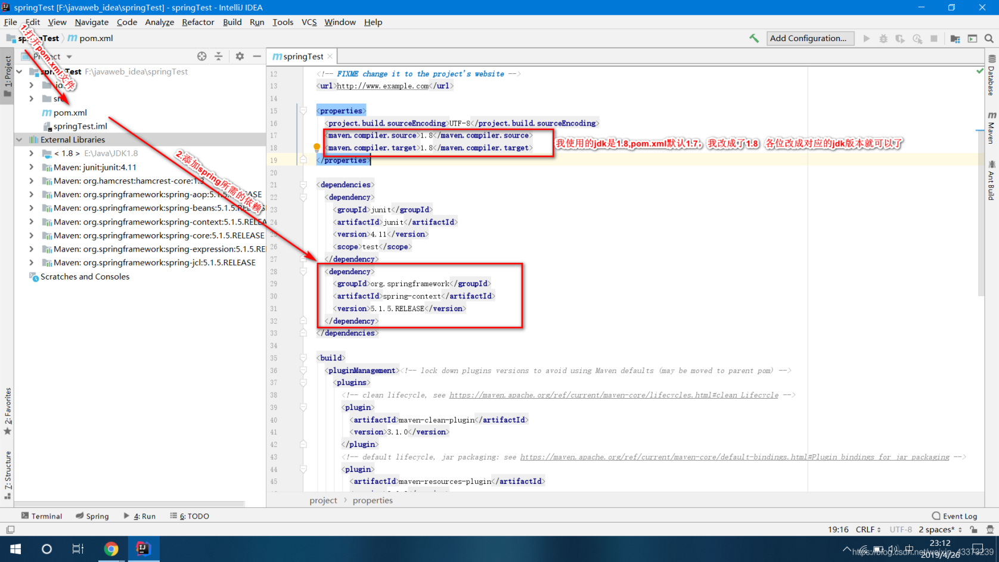 springTest [F:\javaweb_idea\springTest] - springTest - IntelliJ IDEA
File Edit View Navigate Code Analyze Refactor Build Run Tools VCS Window Help
springTest pom.xml
Add Configuration...
1.打开pom.xml文件
Project
springTest
1: Project
springTest F:\javaweb_idea\springTest
pom.xml
springTest.iml
External Libraries
< 1.8 > E:\Java\JDK1.8
Maven: junit:junit:4.11
Maven: org.hamcrest:hamcrest-core:1.3
Maven: org.springframework:spring-aop:5.1.5.RELEASE
Maven: org.springframework:spring-beans:5.1.5.RELEAS
Maven: org.springframework:spring-context:5.1.5.RELEA
Maven: org.springframework:spring-core:5.1.5.RELEASE
Maven: org.springframework:spring-expression:5.1.5.RE
Maven: org.springframework:spring-jcl:5.1.5.RELEASE
Scratches and Consoles
2.添加spring所需的依赖
12 <!-- FIXME change it to the project's website -->
13 <url>http://www.example.com</url>
14
15 <properties>
16 <project.build.sourceEncoding>UTF-8</project.build.sourceEncoding>
17 <maven.compiler.source>1.8</maven.compiler.source>
18 <maven.compiler.target>1.8</maven.compiler.target>
我使用的jdk是1.8,pom.xml默认1.7，我改成了1.8 各位改成对应的jdk版本就可以了
19 </properties>
20
21 <dependencies>
22 <dependency>
23 <groupId>junit</groupId>
24 <artifactId>junit</artifactId>
25 <version>4.11</version>
26 <scope>test</scope>
27 </dependency>
28 <dependency>
29 <groupId>org.springframework</groupId>
30 <artifactId>spring-context</artifactId>
31 <version>5.1.5.RELEASE</version>
32 </dependency>
33 </dependencies>
34
35 <build>
36 <pluginManagement><!-- lock down plugins versions to avoid using Maven defaults (may be moved to parent pom) -->
37 <plugins>
38 <!-- clean lifecycle, see https://maven.apache.org/ref/current/maven-core/lifecycles.html#clean_Lifecycle -->
39 <plugin>
40 <artifactId>maven-clean-plugin</artifactId>
41 <version>3.1.0</version>
42 </plugin>
43 <!-- default lifecycle, jar packaging: see https://maven.apache.org/ref/current/maven-core/default-bindings.html#Plugin_bindings_for_jar_packaging -->
44 <plugin>
45 <artifactId>maven-resources-plugin</artifactId>
project > properties
Database
Maven
Ant Build
2: Favorites
Z: Structure
Terminal Spring 4: Run 6: TODO
Event Log
19:16 CRLF UTF-8 2 spaces*
中
23:12
2019/4/26
https://blog.csdn.net/weixin_43373239